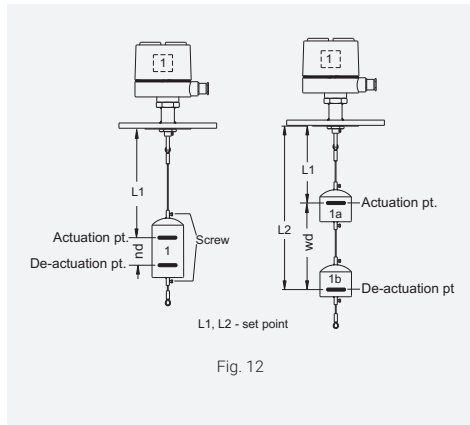 1
1
L1
L1
L2
Actuation pt.
1a
Actuation pt.
Screw
nd
1
wd
De-actuation pt.
1b
De-actuation pt
L1, L2 - set point
Fig. 12